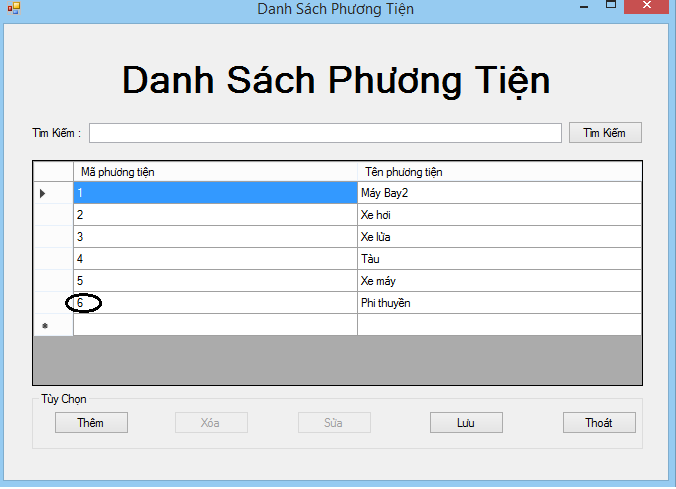 Danh Sách Phương Tiện
Danh Sách Phương Tiện
Tìm Kiếm : Tìm Kiếm
Mã phương tiện Tên phương tiện
1 Máy Bay2
2 Xe hơi
3 Xe lửa
4 Tàu
5 Xe máy
6 Phi thuyền
Tùy Chọn
Thêm Xóa Sữa Lưu Thoát